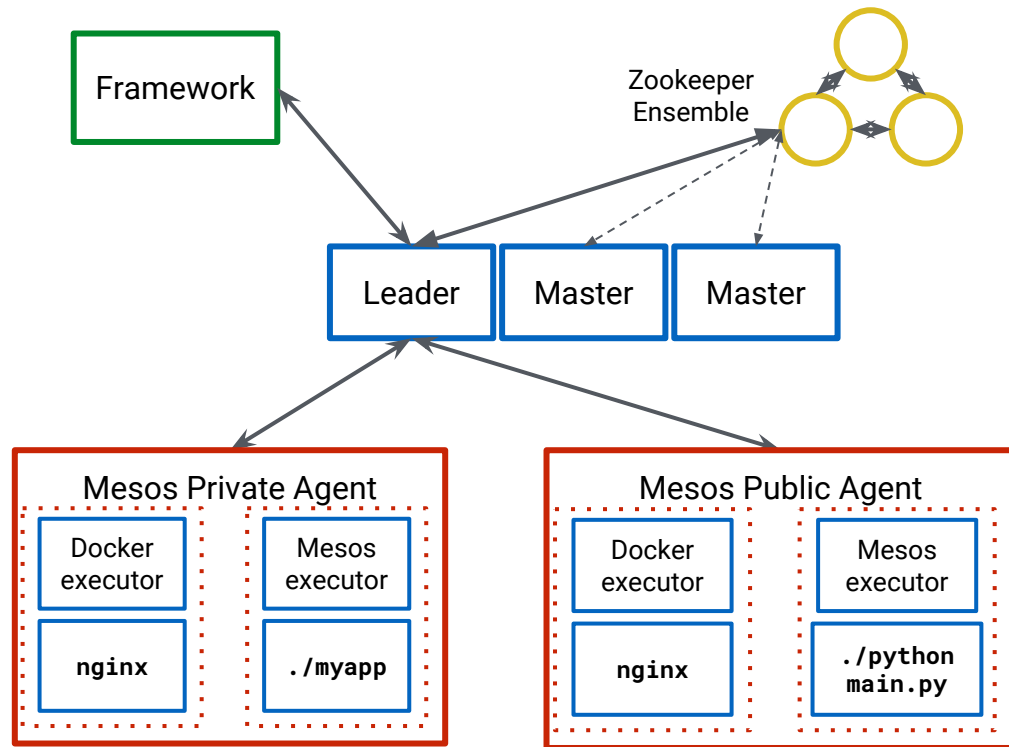 Framework
Zookeeper
Ensemble
Leader
Master
Master
Mesos Private Agent
Docker
executor
nginx
Mesos
executor
./myapp
Mesos Public Agent
Docker
executor
nginx
Mesos
executor
./python
main.py